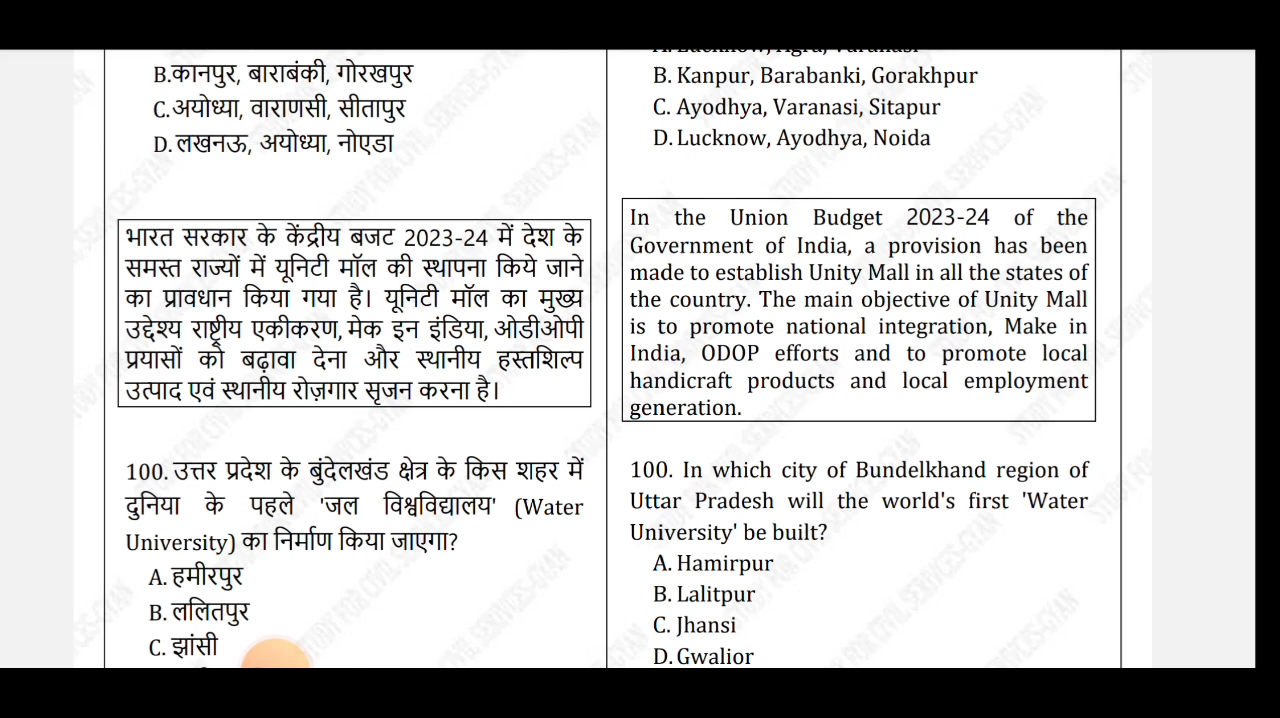 B.कानपुर, बाराबंकी, गोरखपुर
C.अयोध्या, वाराणसी, सीतापुर
D. लखनऊ, अयोध्या, नोएडा
भारत सरकार के केंद्रीय बजट 2023-24 में देश के
समस्त राज्यों में यूनिटी मॉल की स्थापना किये जाने
का प्रावधान किया गया है। यूनिटी मॉल का मुख्य
उद्देश्य राष्ट्रीय एकीकरण, मेक इन इंडिया, ओडीओपी
प्रयासों को बढ़ावा देना और स्थानीय हस्तशिल्प
उत्पाद एवं स्थानीय रोज़गार सृजन करना है।
100. उत्तर प्रदेश के बुंदेलखंड क्षेत्र के किस शहर में
दुनिया के पहले 'जल विश्वविद्यालय' (Water
University) का निर्माण किया जाएगा?
A. हमीरपुर
B. ललितपुर
C. झांसी
A. Lucknow, Agra, Varanasi
B. Kanpur, Barabanki, Gorakhpur
C. Ayodhya, Varanasi, Sitapur
D. Lucknow, Ayodhya, Noida
In the Union Budget 2023-24 of the
Government of India, a provision has been
made to establish Unity Mall in all the states of
the country. The main objective of Unity Mall
is to promote national integration, Make in
India, ODOP efforts and to promote local
handicraft products and local employment
generation.
100. In which city of Bundelkhand region of
Uttar Pradesh will the world's first 'Water
University' be built?
A. Hamirpur
B. Lalitpur
C. Jhansi
D. Gwalior